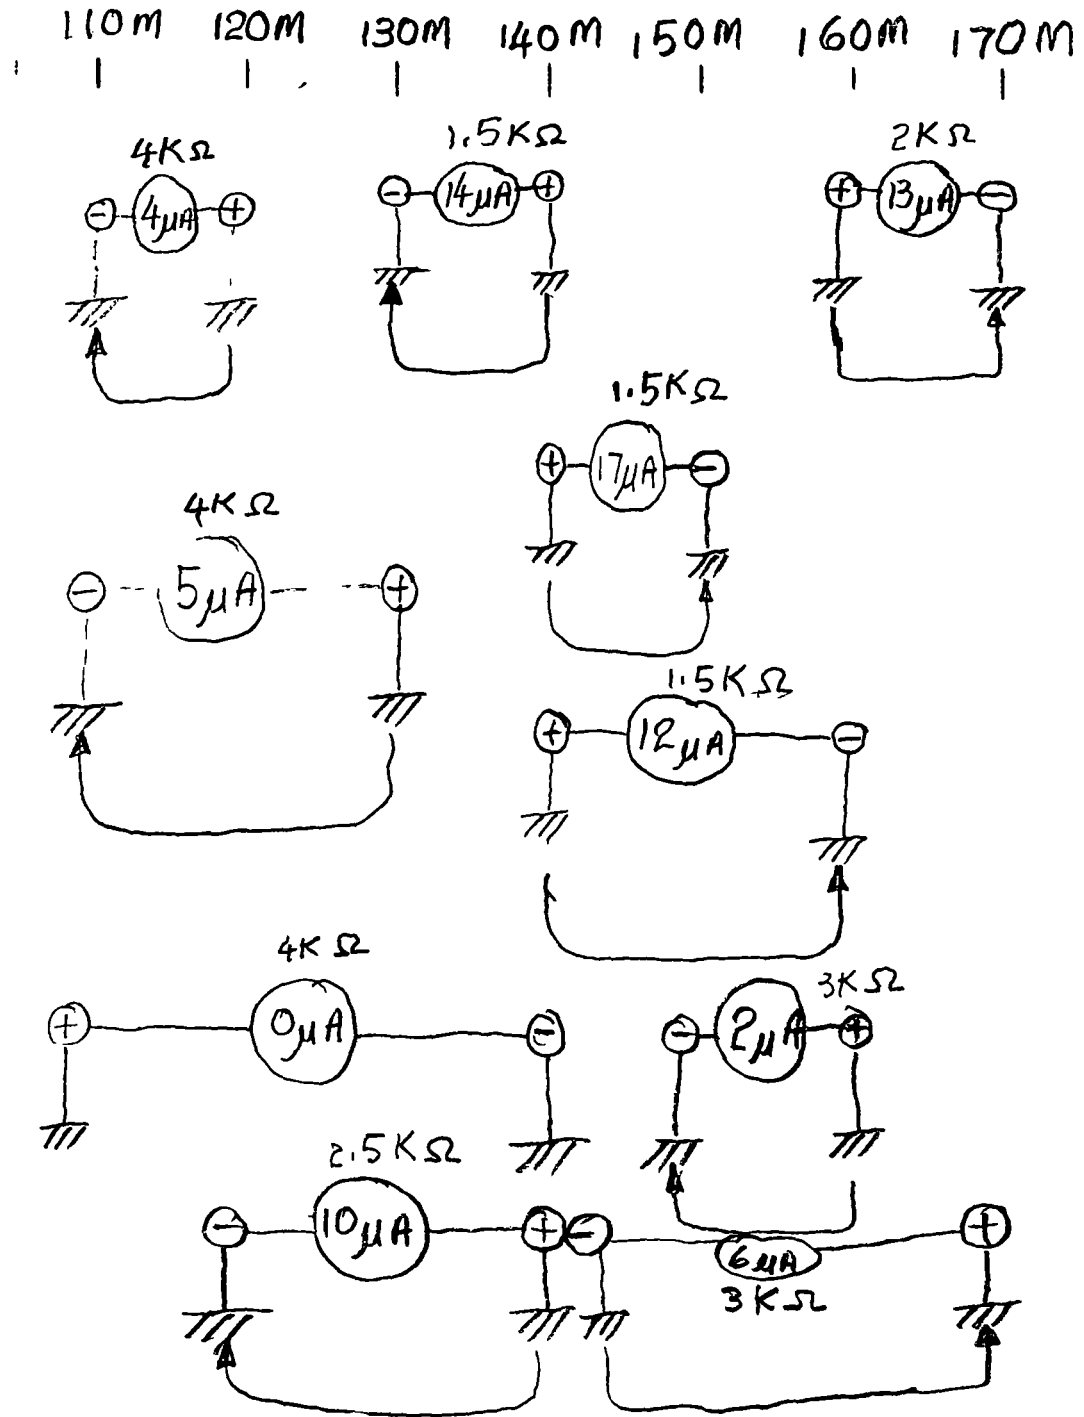 110M 120M 130M 140M 150M 160M 170M
4KΩ 1.5KΩ 2KΩ
- 4μA + - 14μA + + 13μA -
1.5KΩ
+ 17μA -
4KΩ
- 5μA +
1.5KΩ
+ 12μA -
4KΩ 3KΩ
+ 0μA - - 2μA +
2.5KΩ
- 10μA + - 6μA +
3KΩ